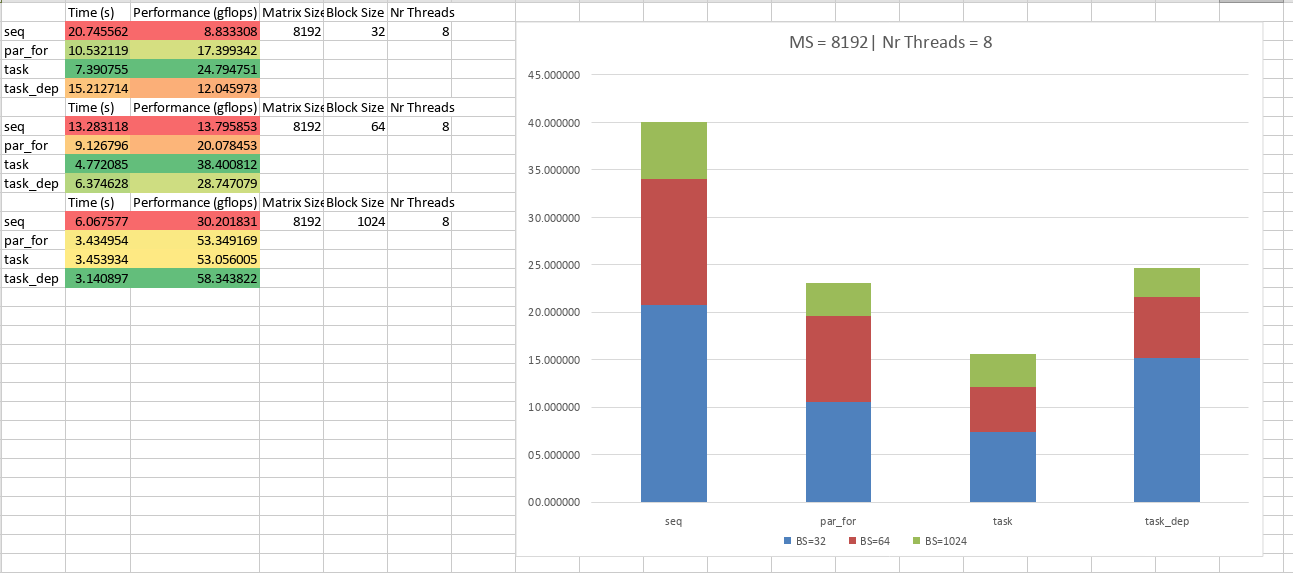 Time (s) Performance (gflops) Matrix Size Block Size Nr Threads
seq 20.745562 8.833308 8192 32 8
par_for 10.532119 17.399342
task 7.390755 24.794751
task_dep 15.212714 12.045973
Time (s) Performance (gflops) Matrix Size Block Size Nr Threads
seq 13.283118 13.795853 8192 64 8
par_for 9.126796 20.078453
task 4.772085 38.400812
task_dep 6.374628 28.747079
Time (s) Performance (gflops) Matrix Size Block Size Nr Threads
seq 6.067577 30.201831 8192 1024 8
par_for 3.434954 53.349169
task 3.453934 53.056005
task_dep 3.140897 58.343822
MS = 8192| Nr Threads = 8
45.000000
40.000000
35.000000
30.000000
25.000000
20.000000
15.000000
10.000000
05.000000
00.000000
seq par_for task task_dep
BS=32 BS=64 BS=1024